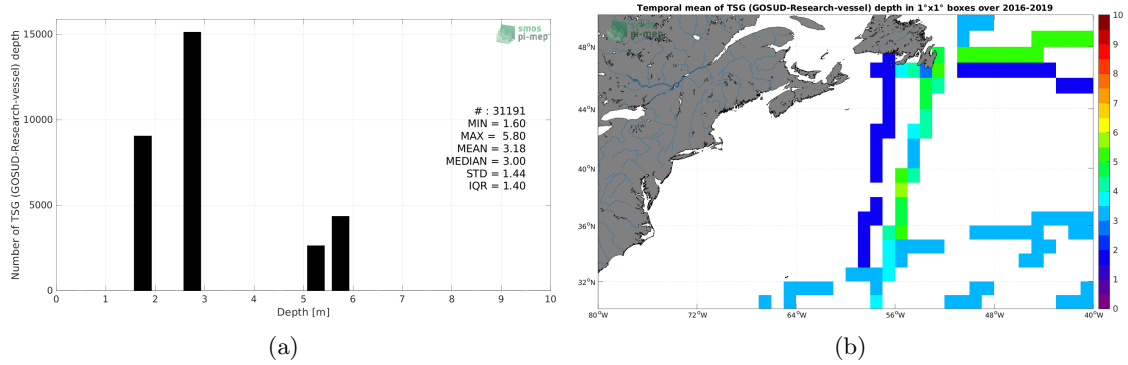 Number of TSG (GOSUD-Research-vessel) depth
15000
10000
5000
0
smos
pi-mep
# : 31191
MIN = 1.60
MAX = 5.80
MEAN = 3.18
MEDIAN = 3.00
STD = 1.44
IQR = 1.40
0 1 2 3 4 5 6 7 8 9 10
Depth [m]
(a)
Temporal mean of TSG (GOSUD-Research-vessel) depth in 1°x1° boxes over 2016-2019
smos
pi-mep
48°N
44°N
40°N
36°N
32°N
80°W 72°W 64°W 56°W 48°W 40°W
10
9
8
7
6
5
4
3
2
1
0
(b)